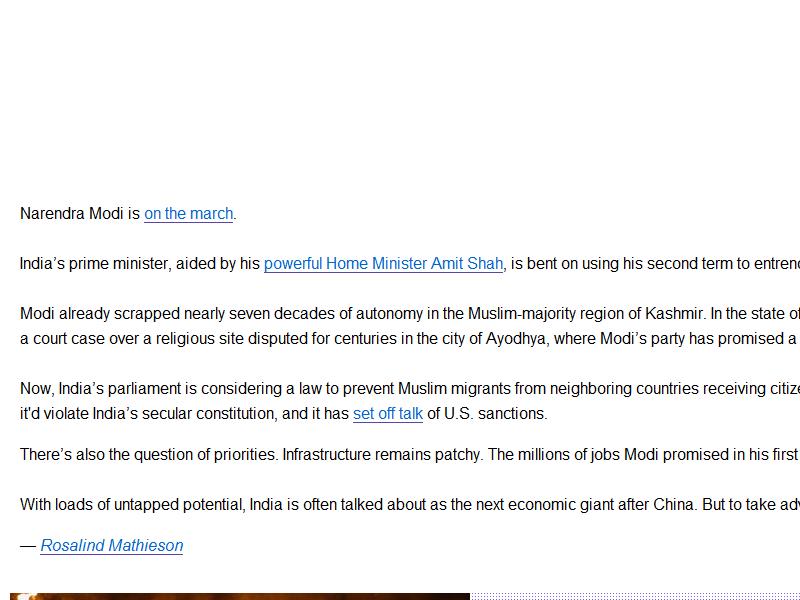 Narendra Modi is on the march.
India’s prime minister, aided by his powerful Home Minister Amit Shah, is bent on using his second term to
Modi already scrapped nearly seven decades of autonomy in the Muslim-majority region of Kashmir. In the state of
a court case over a religious site disputed for centuries in the city of Ayodhya, where Modi’s party has promised a
Now, India’s parliament is considering a law to prevent Muslim migrants from neighboring countries receiving
it'd violate India’s secular constitution, and it has set off talk of U.S. sanctions.
There’s also the question of priorities. Infrastructure remains patchy. The millions of jobs Modi promised in his first
With loads of untapped potential, India is often talked about as the next economic giant after China. But to take
— Rosalind Mathieson